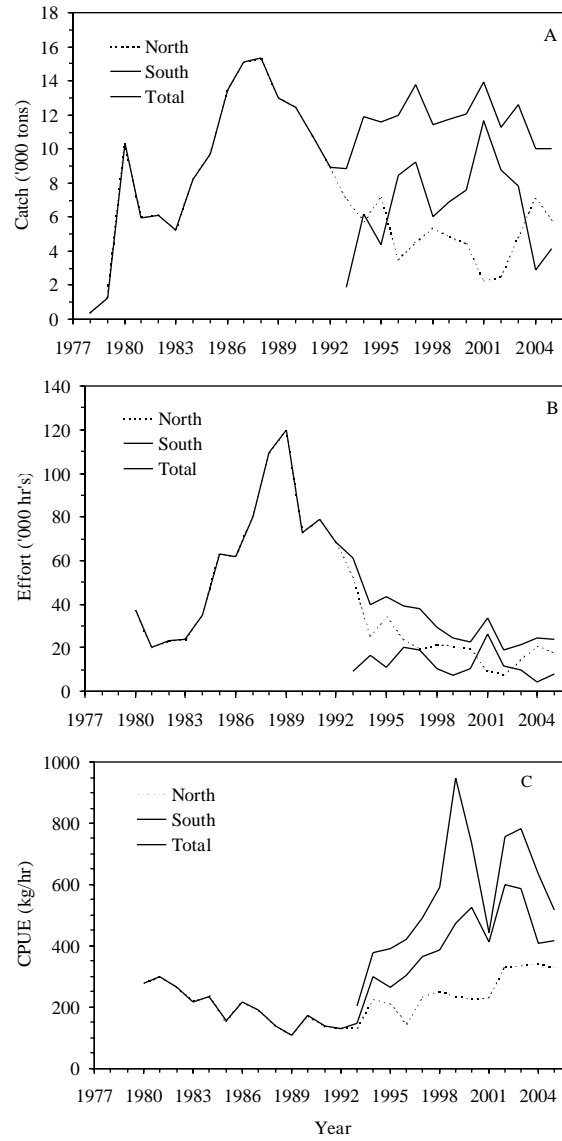 A
North
South
Total
Catch ('000 tons)
18
16
14
12
10
8
6
4
2
0
1977 1980 1983 1986 1989 1992 1995 1998 2001 2004
B
North
South
Total
Effort ('000 hr's)
140
120
100
80
60
40
20
0
1977 1980 1983 1986 1989 1992 1995 1998 2001 2004
C
North
South
Total
CPUE (kg/hr)
1000
800
600
400
200
0
1977 1980 1983 1986 1989 1992 1995 1998 2001 2004
Year